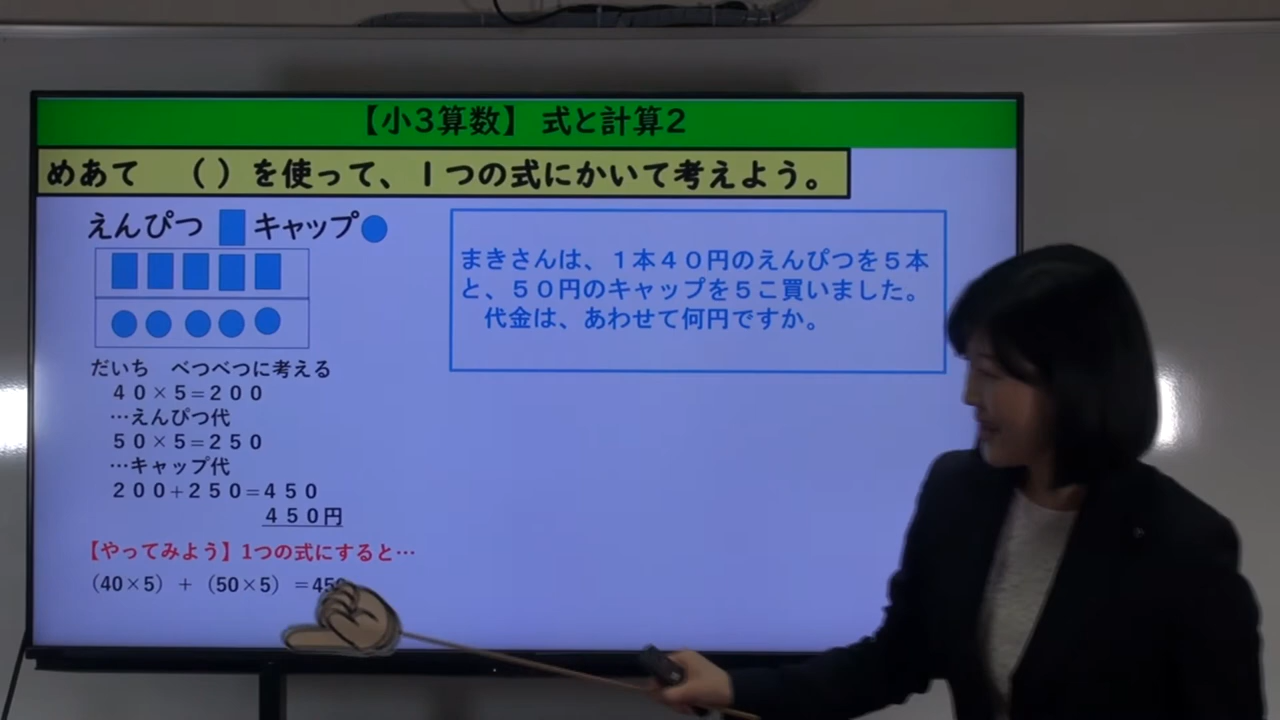 【小３算数】 式と計算２
めあて （ ）を使って、１つの式にかいて考えよう。
えんぴつ キャップ
まきさんは、１本４０円のえんぴつを５本
と、５０円のキャップを５こ買いました。
代金は、あわせて何円ですか。
だいち べつべつに考える
４０×５＝２００
…えんぴつ代
５０×５＝２５０
…キャップ代
２００＋２５０＝４５０
４５０円
【やってみよう】1つの式にすると…
（40×5）＋（50×5）＝45